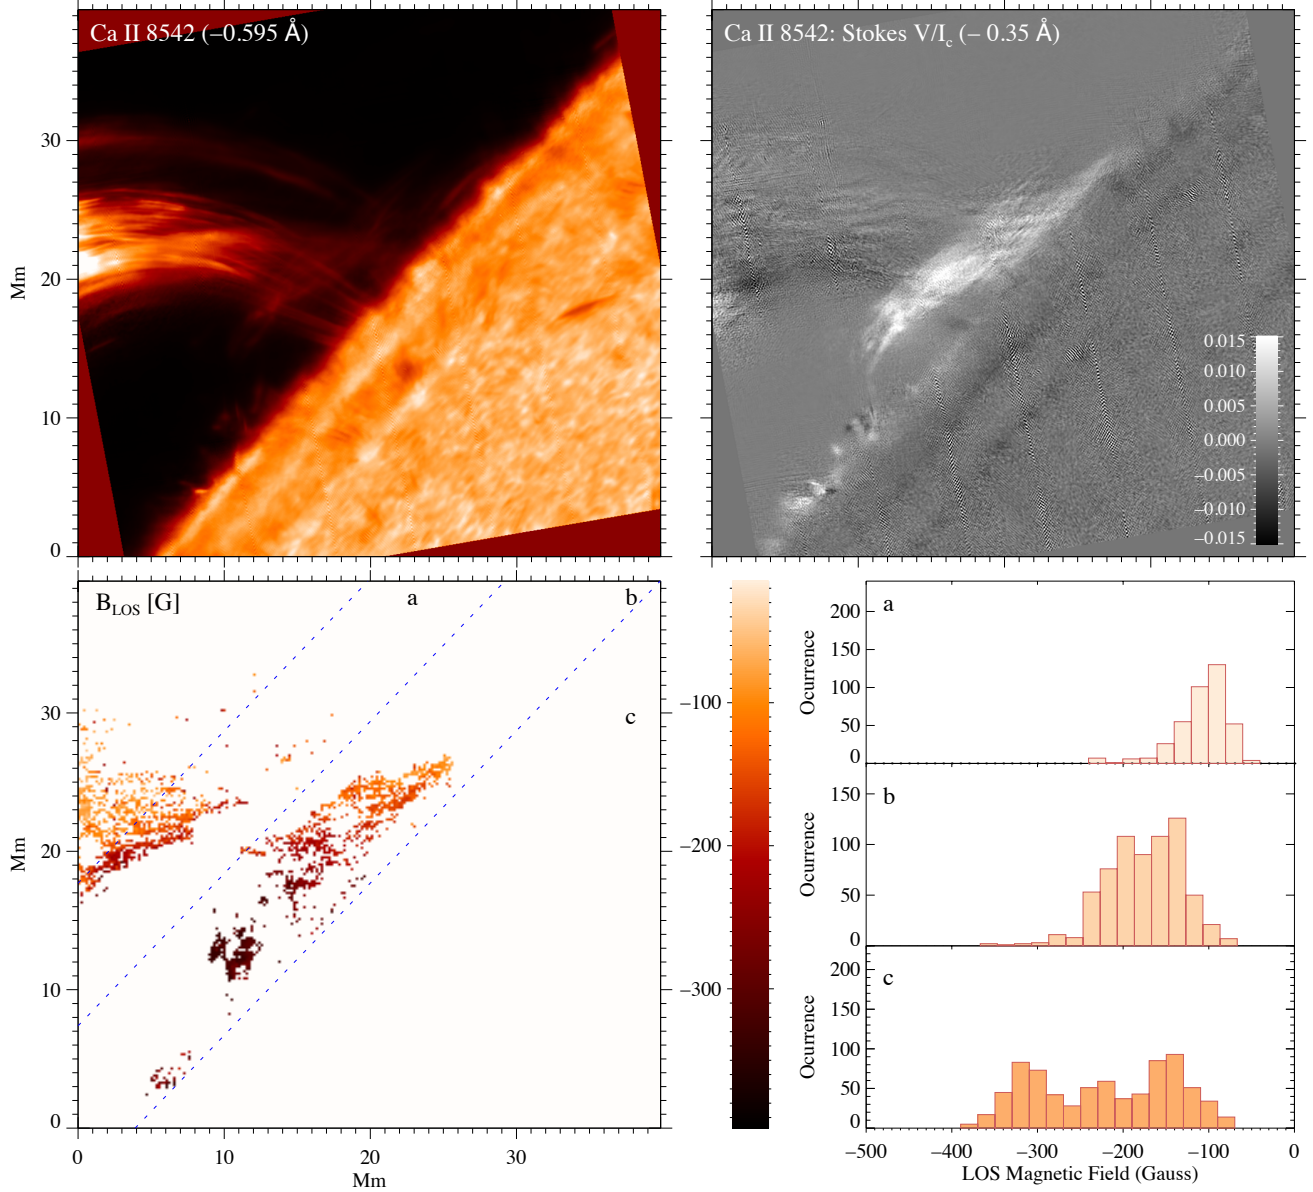 Ca II 8542 (−0.595 Å)
Ca II 8542: Stokes V/Ic (− 0.35 Å)
30
20
10
0
Mm
0.015
0.010
0.005
0.000
−0.005
−0.010
−0.015
BLOS [G]
a
b
c
30
20
10
0
Mm
0
10
20
30
Mm
−100
−200
−300
a
200
150
100
50
0
Ocurrence
b
150
100
50
0
Ocurrence
c
200
150
100
50
0
Ocurrence
−500
−400
−300
−200
−100
0
LOS Magnetic Field (Gauss)